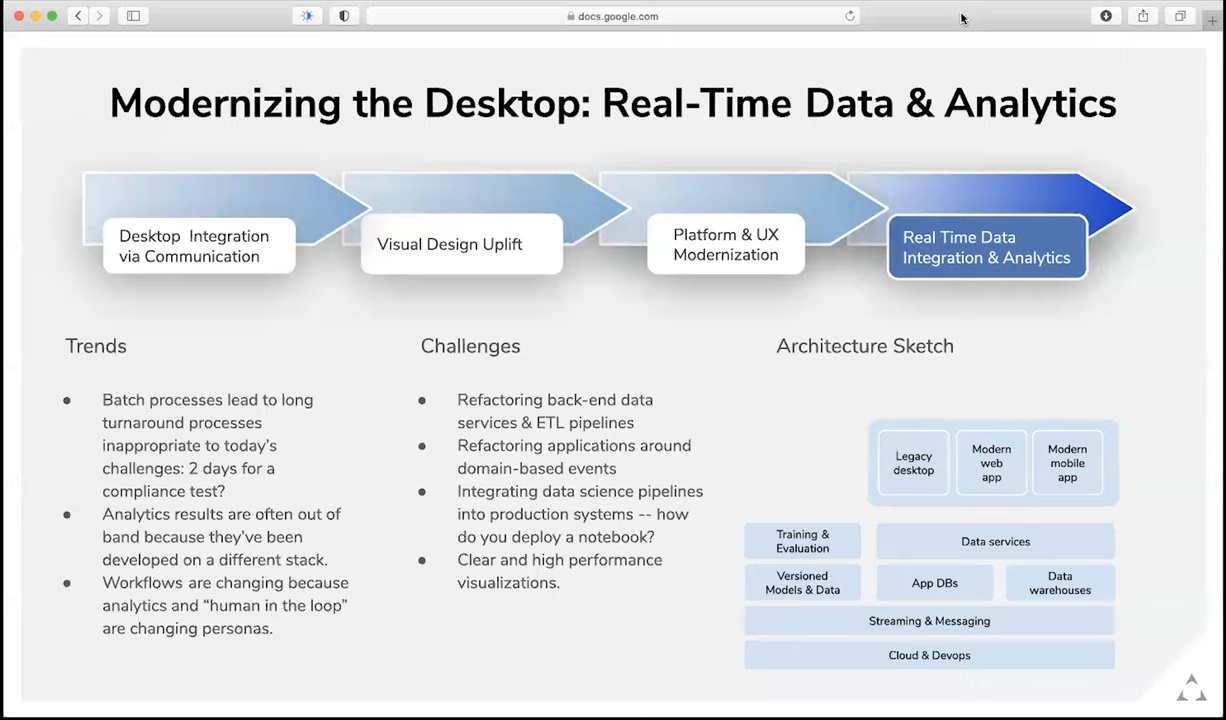 docs.google.com
Modernizing the Desktop: Real-Time Data & Analytics
Desktop Integration
via Communication
Visual Design Uplift
Platform & UX
Modernization
Real Time Data
Integration & Analytics
Trends
Batch processes lead to long
turnaround processes
inappropriate to today's
challenges: 2 days for a
compliance test?
Analytics results are often out of
band because they've been
developed on a different stack.
Workflows are changing because
analytics and “human in the loop”
are changing personas.
Challenges
Refactoring back-end data
services & ETL pipelines
Refactoring applications around
domain-based events
Integrating data science pipelines
into production systems -- how
do you deploy a notebook?
Clear and high performance
visualizations.
Architecture Sketch
Legacy
desktop
Modern
web
app
Modern
mobile
app
Training &
Evaluation
Data services
Versioned
Models & Data
App DBs
Data
warehouses
Streaming & Messaging
Cloud & Devops